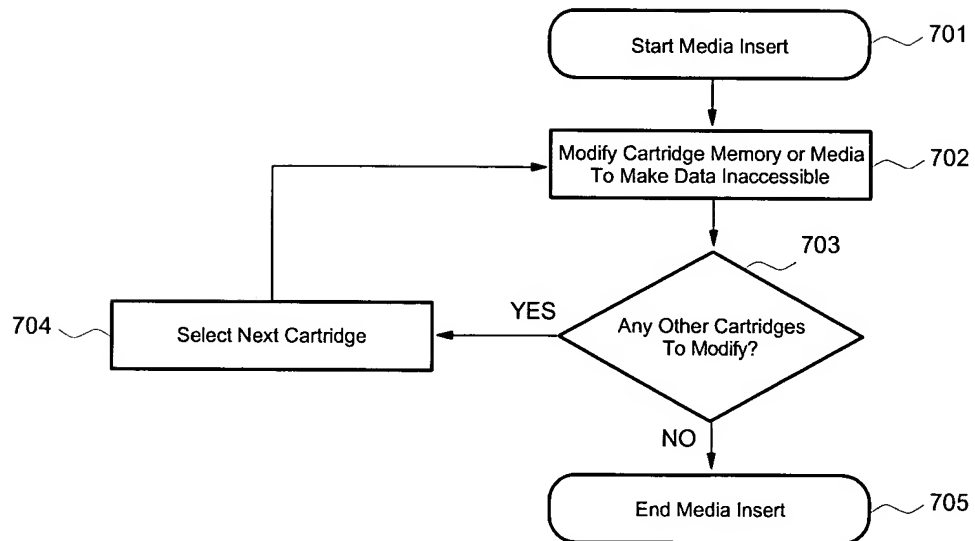 Start Media Insert
701
Modify Cartridge Memory or Media
To Make Data Inaccessible
702
703
Any Other Cartridges
To Modify?
YES
704
Select Next Cartridge
NO
End Media Insert
705